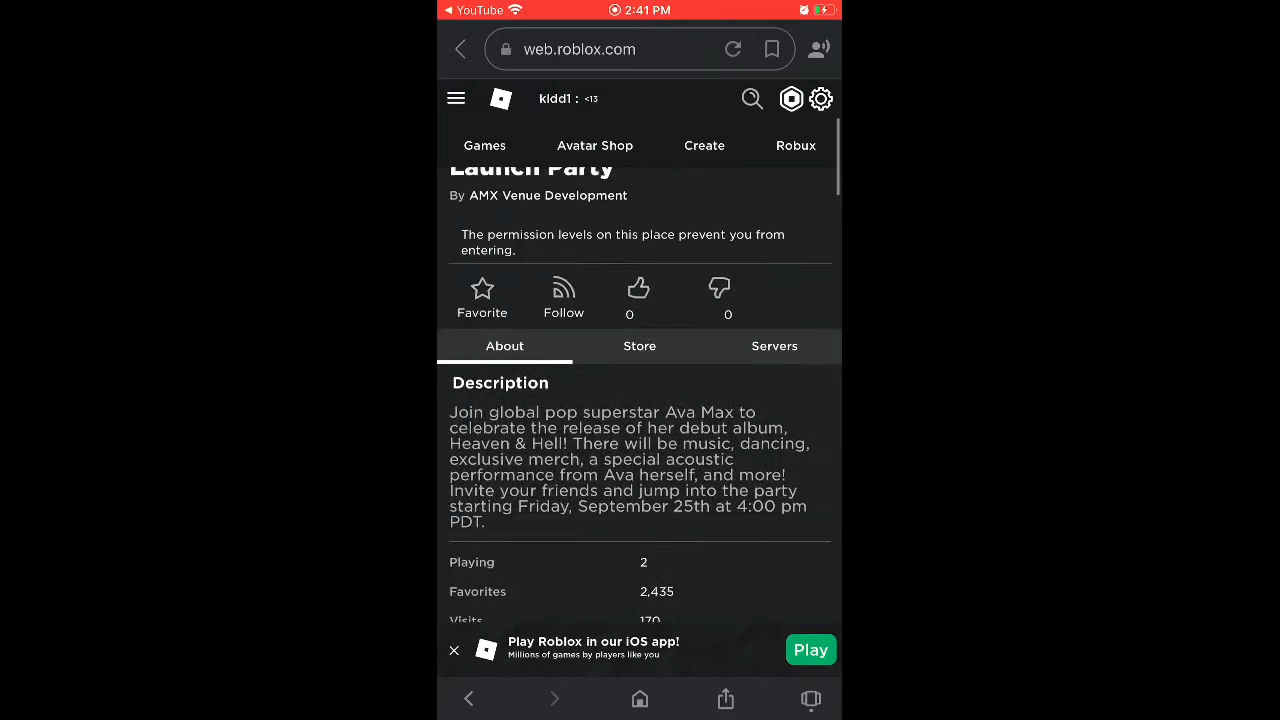 YouTube 2:41 PM
web.roblox.com
kidd1 : <13
Games Avatar Shop Create Robux
Launch Party
By AMX Venue Development
The permission levels on this place prevent you from
entering.
Favorite Follow 0 0
About Store Servers
Description
Join global pop superstar Ava Max to
celebrate the release of her debut album,
Heaven & Hell! There will be music, dancing,
exclusive merch, a special acoustic
performance from Ava herself, and more!
Invite your friends and jump into the party
starting Friday, September 25th at 4:00 pm
PDT.
Playing 2
Favorites 2,435
Visits 170
Play Roblox in our iOS app!
Millions of games by players like you
Play